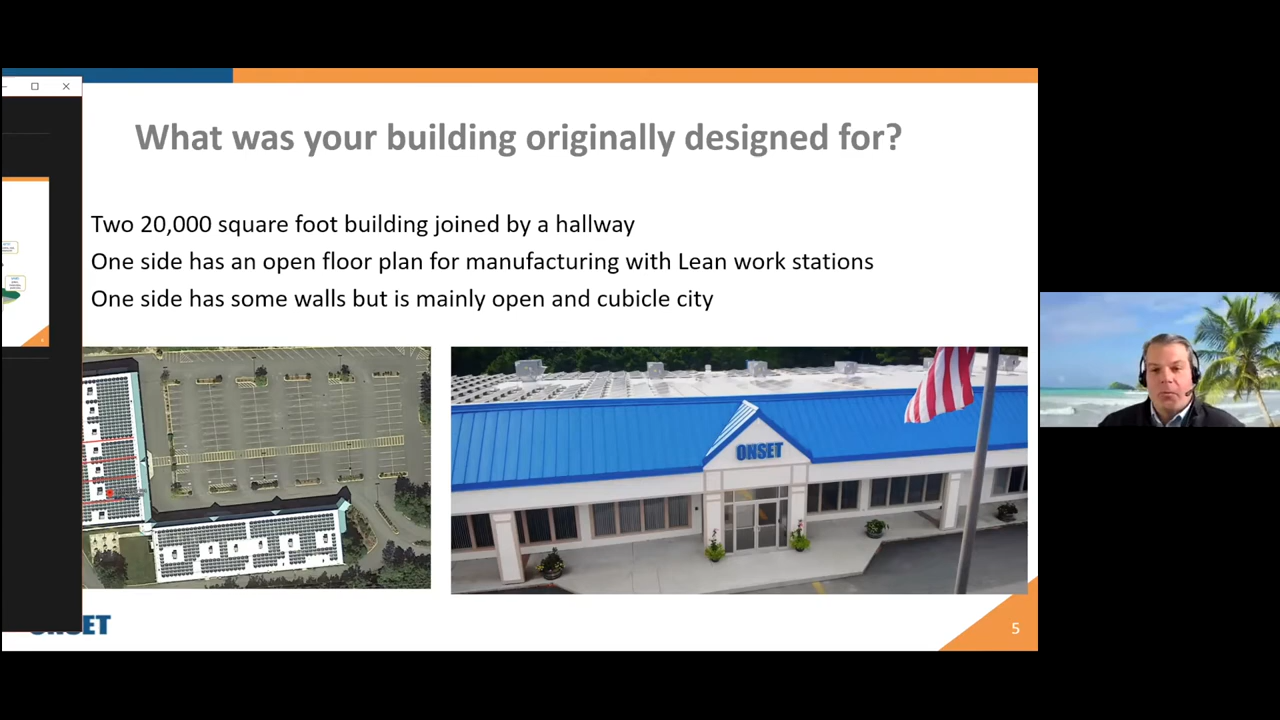 What was your building originally designed for?
Two 20,000 square foot building joined by a hallway
One side has an open floor plan for manufacturing with Lean work stations
One side has some walls but is mainly open and cubicle city
ONSET
ONSET
5